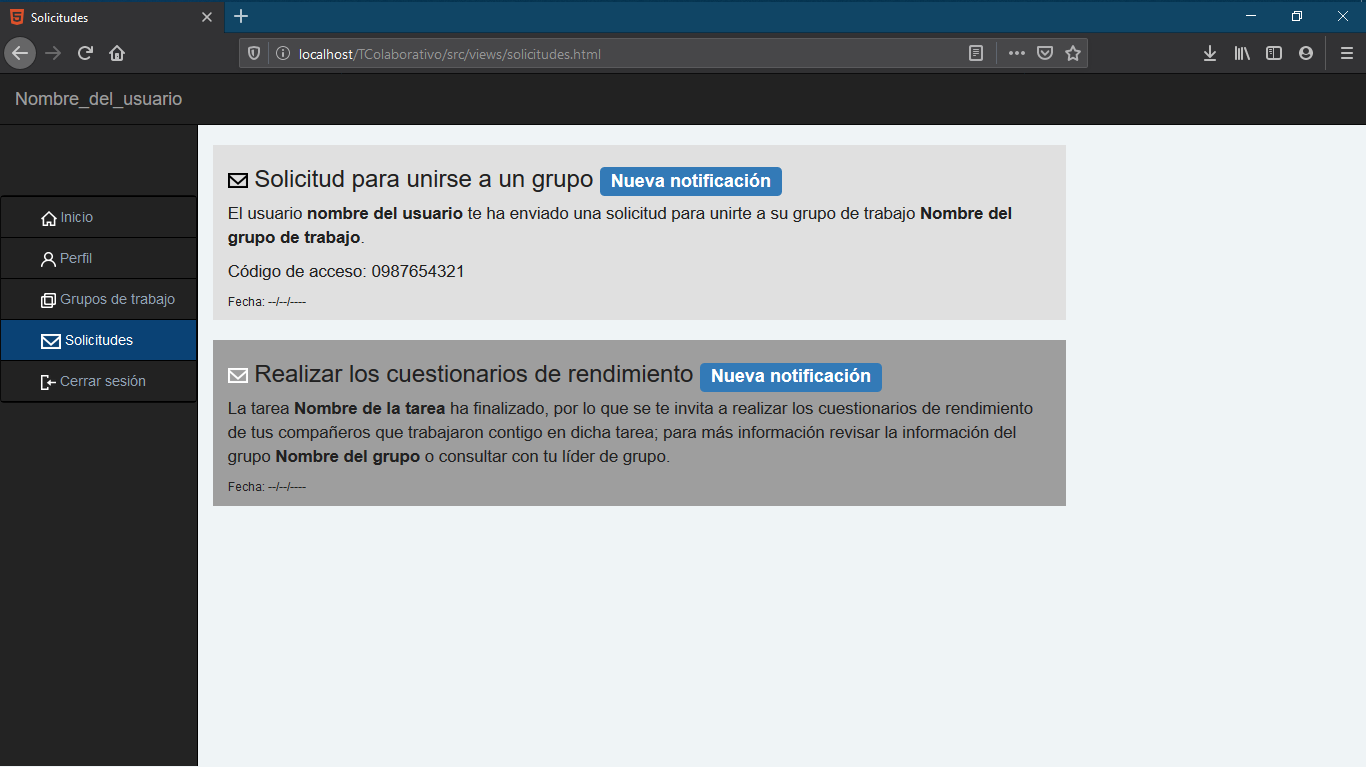 Solicitudes
localhost/TColaborativo/src/views/solicitudes.html
Nombre_del_usuario
Inicio
Perfil
Grupos de trabajo
Solicitudes
Cerrar sesión
Solicitud para unirse a un grupo Nueva notificación
El usuario nombre del usuario te ha enviado una solicitud para unirte a su grupo de trabajo Nombre del
grupo de trabajo.
Código de acceso: 0987654321
Fecha: --/--/----
Realizar los cuestionarios de rendimiento Nueva notificación
La tarea Nombre de la tarea ha finalizado, por lo que se te invita a realizar los cuestionarios de rendimiento
de tus compañeros que trabajaron contigo en dicha tarea; para más información revisar la información del
grupo Nombre del grupo o consultar con tu líder de grupo.
Fecha: --/--/----